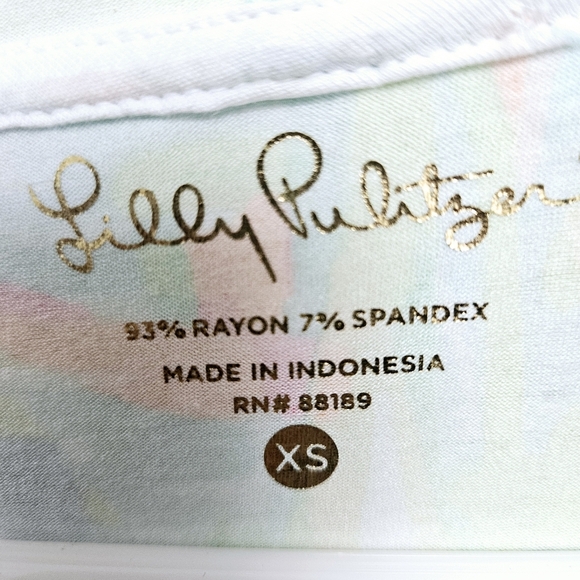 Lilly Pulitzer
93% RAYON 7% SPANDEX
MADE IN INDONESIA
RN# 88189
XS